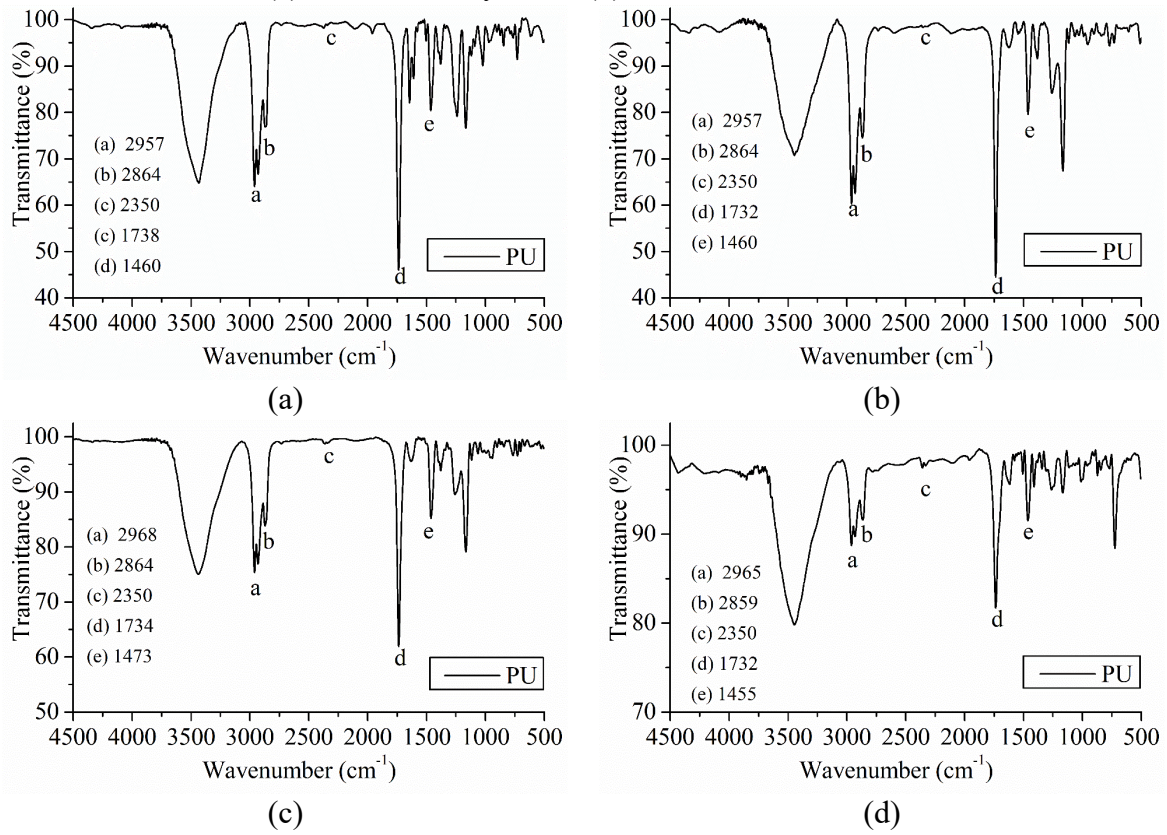 Transmittance (%)
100
90
80
70
60
50
40
c
b
a
e
d
(a) 2957
(b) 2864
(c) 2350
(c) 1738
(d) 1460
PU
4500 4000 3500 3000 2500 2000 1500 1000 500
Wavenumber (cm-1)
(a)
Transmittance (%)
100
90
80
70
60
50
40
c
b
a
e
d
(a) 2957
(b) 2864
(c) 2350
(d) 1732
(e) 1460
PU
4500 4000 3500 3000 2500 2000 1500 1000 500
Wavenumber (cm-1)
(b)
Transmittance (%)
100
90
80
70
60
50
c
b
a
e
d
(a) 2968
(b) 2864
(c) 2350
(d) 1734
(e) 1473
PU
4500 4000 3500 3000 2500 2000 1500 1000 500
Wavenumber (cm-1)
(c)
Transmittance (%)
100
90
80
70
c
b
a
e
d
(a) 2965
(b) 2859
(c) 2350
(d) 1732
(e) 1455
PU
4500 4000 3500 3000 2500 2000 1500 1000 500
Wavenumber (cm-1)
(d)